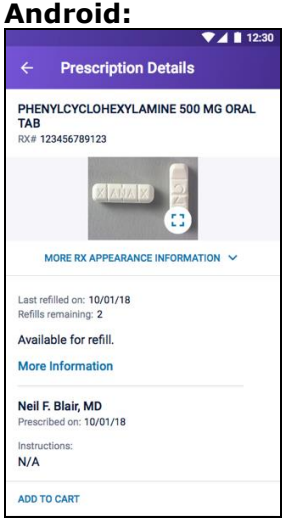 Android:
12:30
Prescription Details
PHENYLCYCLOHEXYLAMINE 500 MG ORAL
TAB
RX# 123456789123
XANAX
MORE RX APPEARANCE INFORMATION
Last refilled on: 10/01/18
Refills remaining: 2
Available for refill.
More Information
Neil F. Blair, MD
Prescribed on: 10/01/18
Instructions:
N/A
ADD TO CART